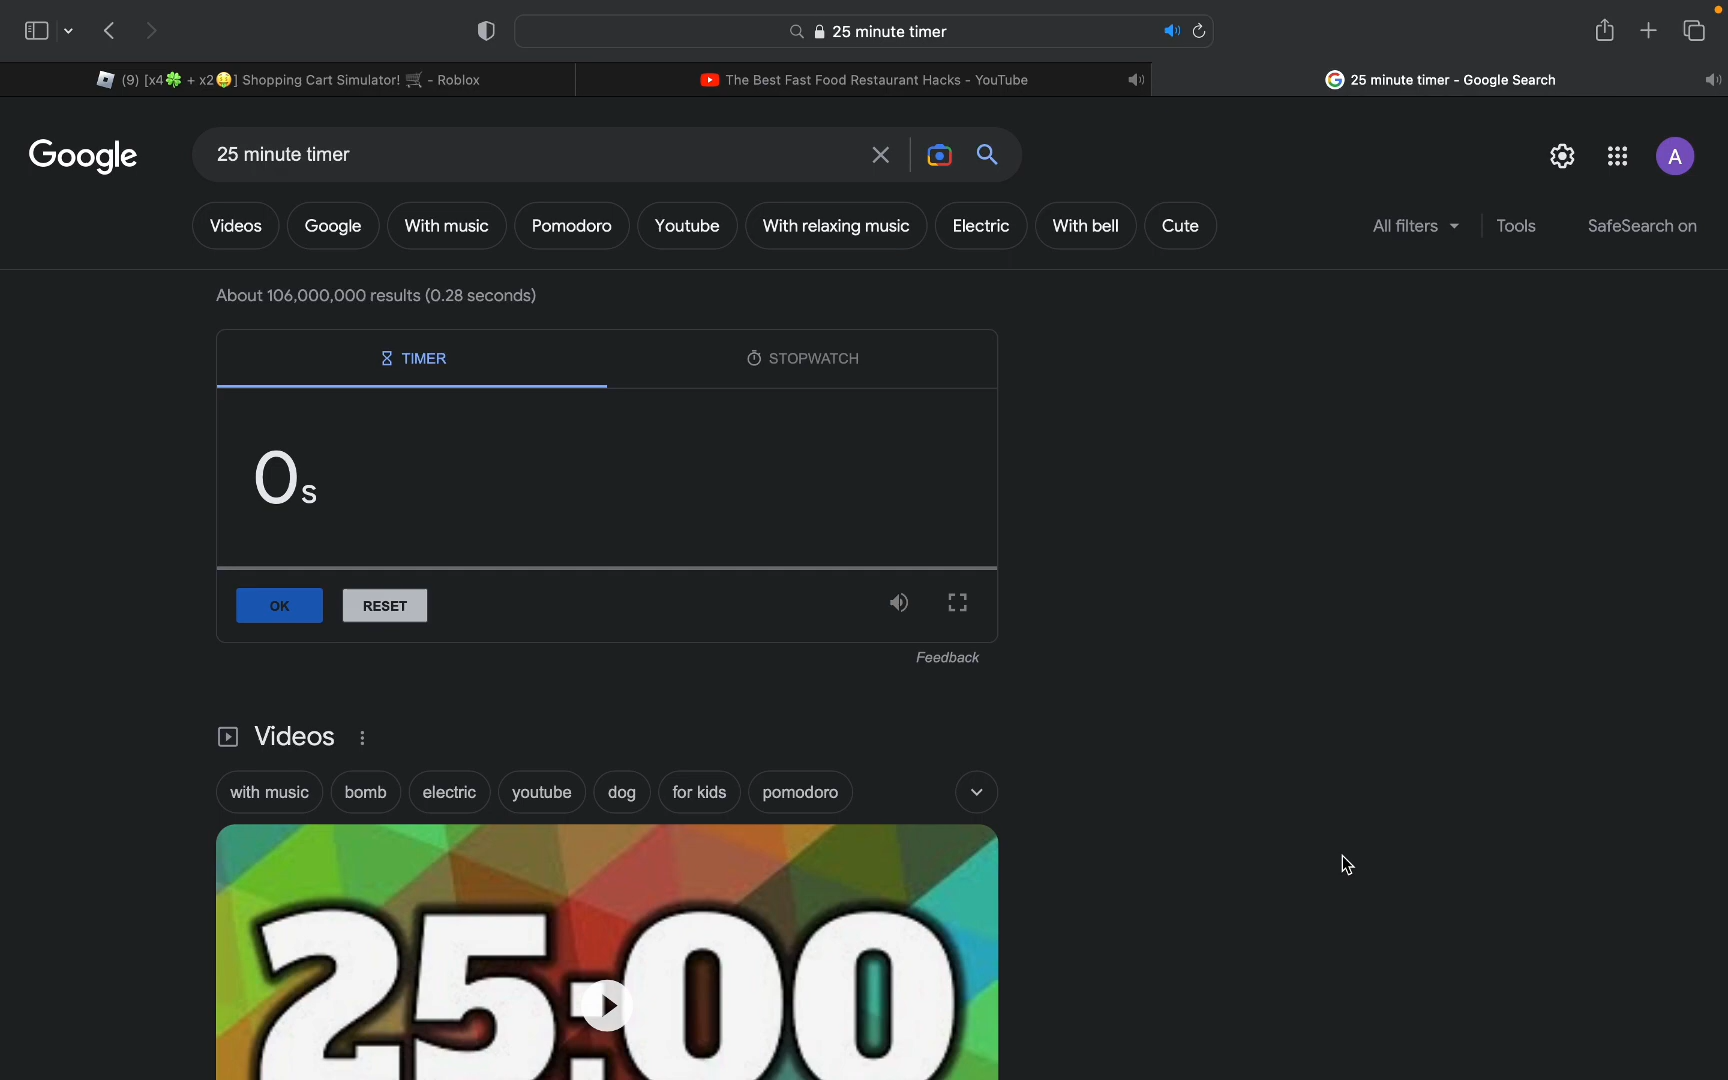 25 minute timer
(9) [x4🍀 + x2🤑] Shopping Cart Simulator! 🛒 - Roblox
The Best Fast Food Restaurant Hacks - YouTube
25 minute timer - Google Search
Google
25 minute timer
A
Videos
Google
With music
Pomodoro
Youtube
With relaxing music
Electric
With bell
Cute
All filters
Tools
SafeSearch on
About 106,000,000 results (0.28 seconds)
TIMER
STOPWATCH
0s
OK
RESET
Feedback
Videos
with music
bomb
electric
youtube
dog
for kids
pomodoro
25:00